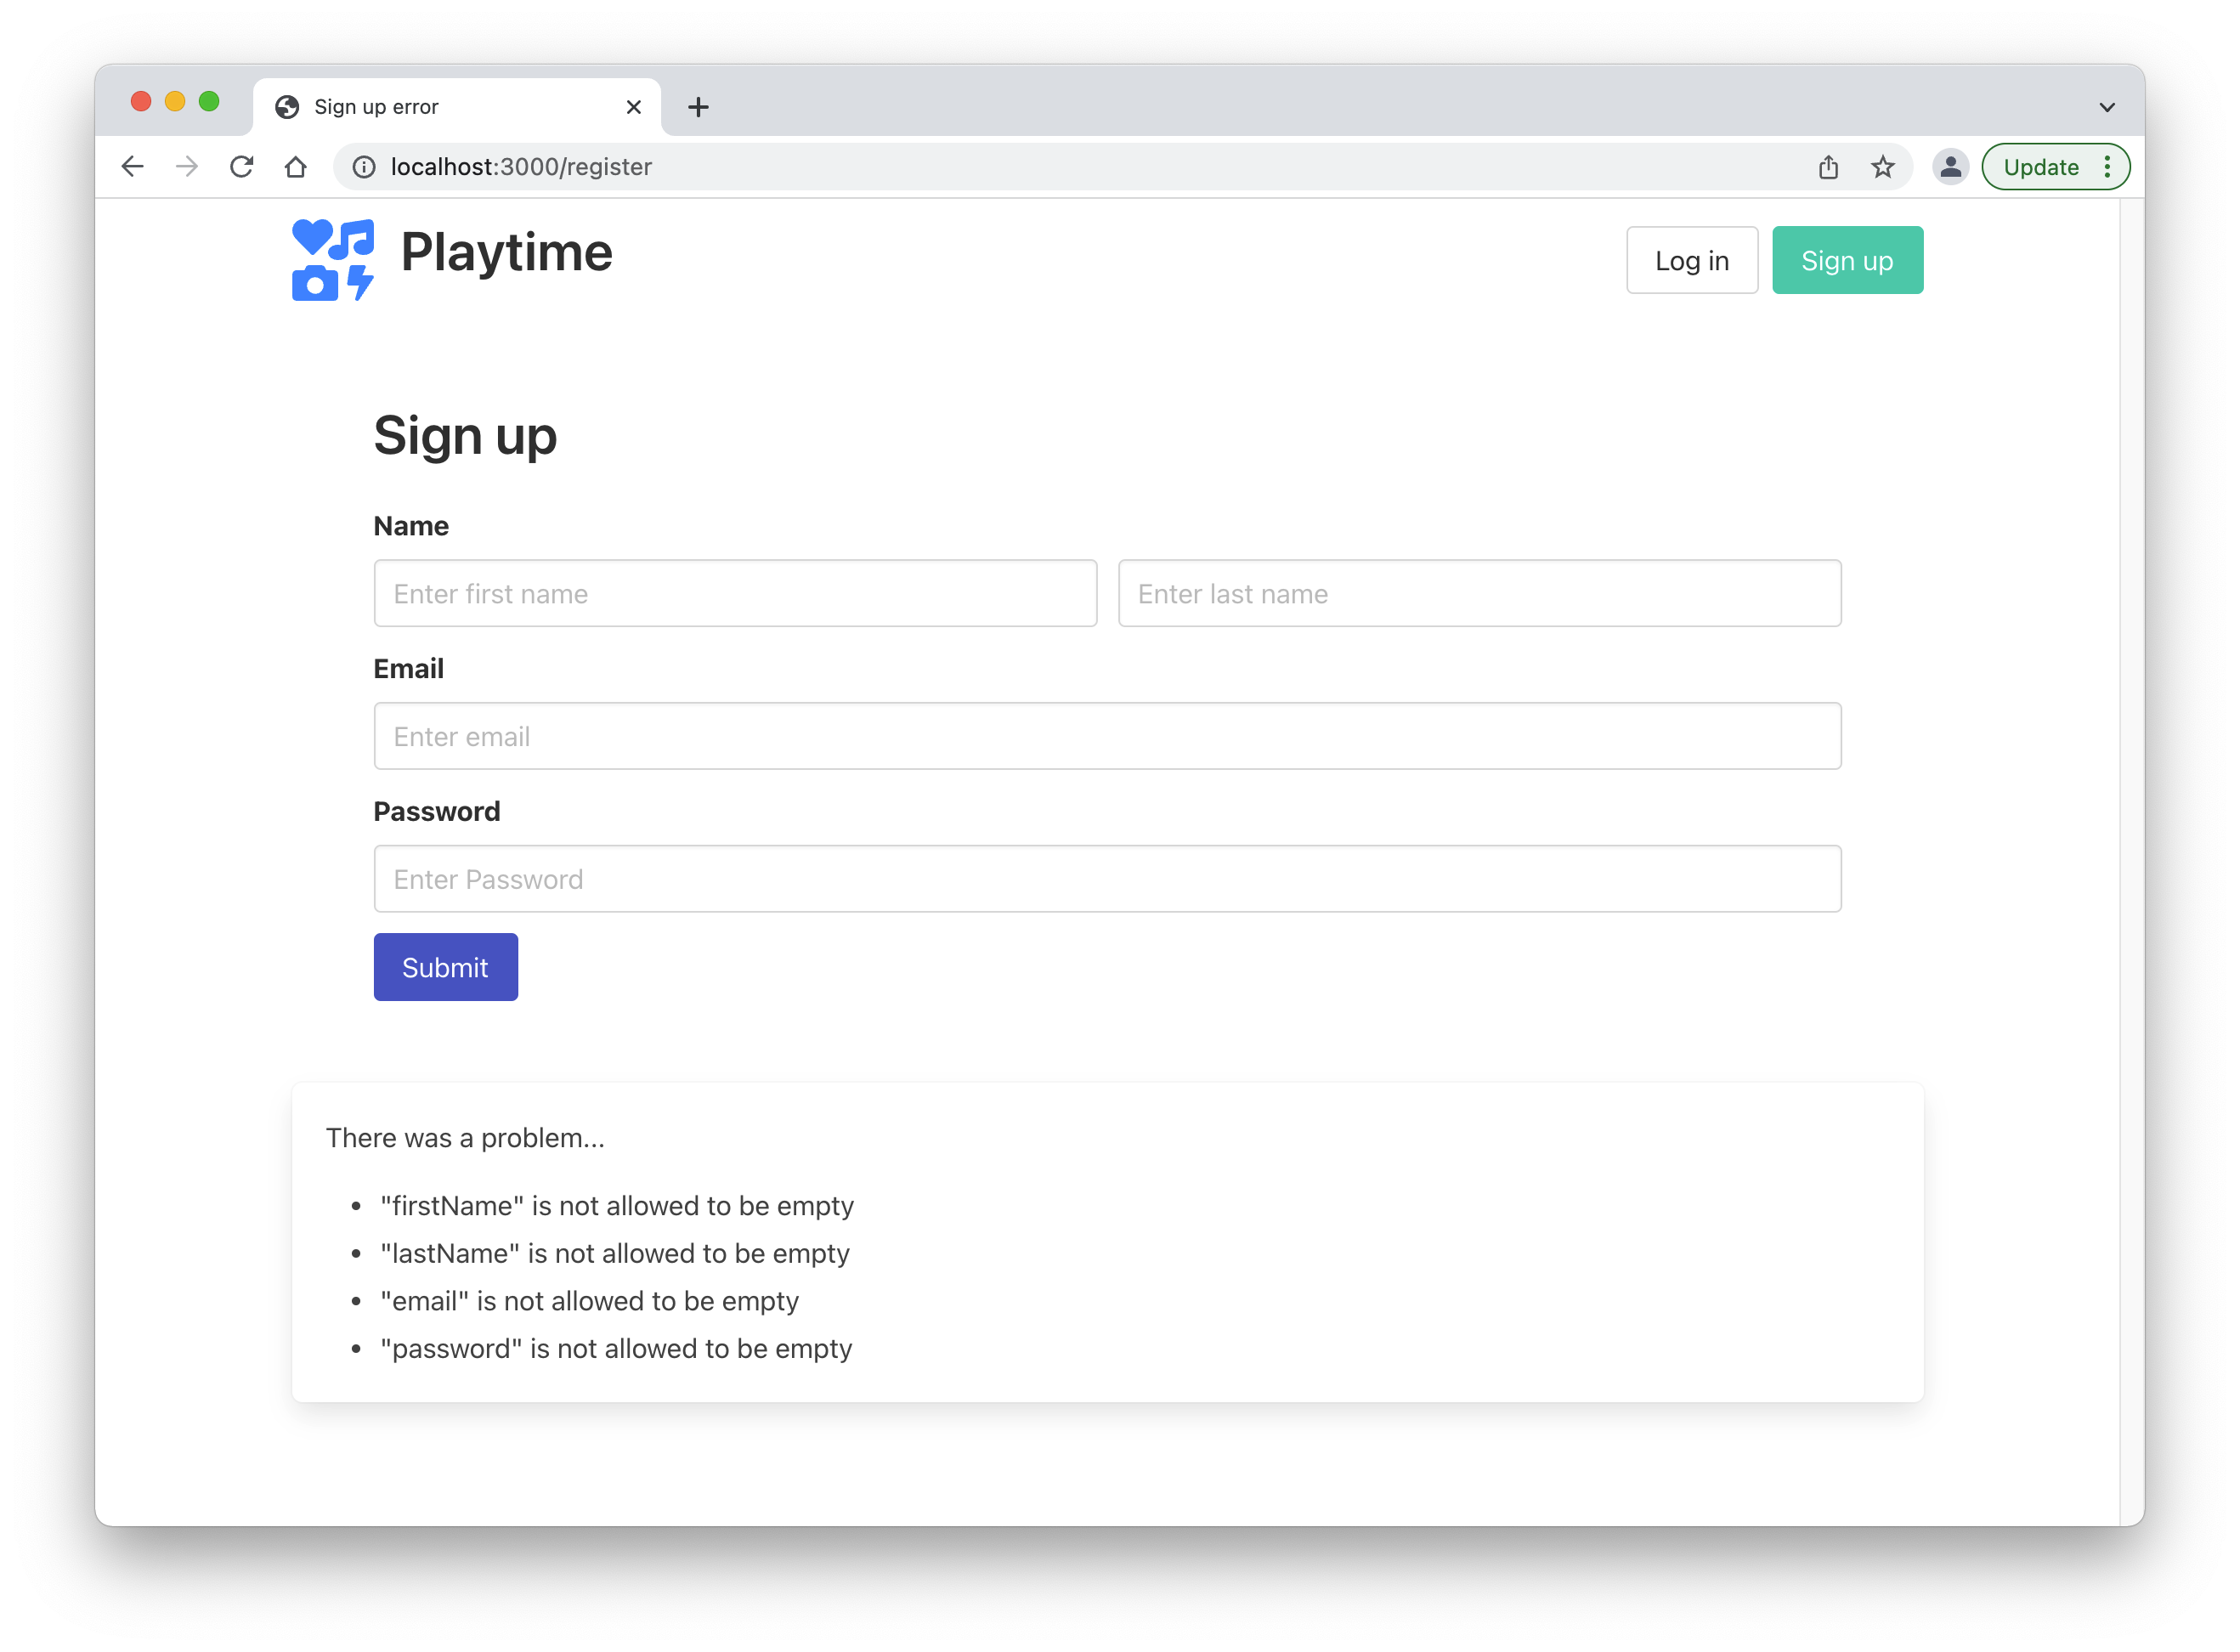 Sign up error
localhost:3000/register
Update
Playtime
Log in
Sign up
Sign up
Name
Enter first name
Enter last name
Email
Enter email
Password
Enter Password
Submit
There was a problem...
"firstName" is not allowed to be empty
"lastName" is not allowed to be empty
"email" is not allowed to be empty
"password" is not allowed to be empty